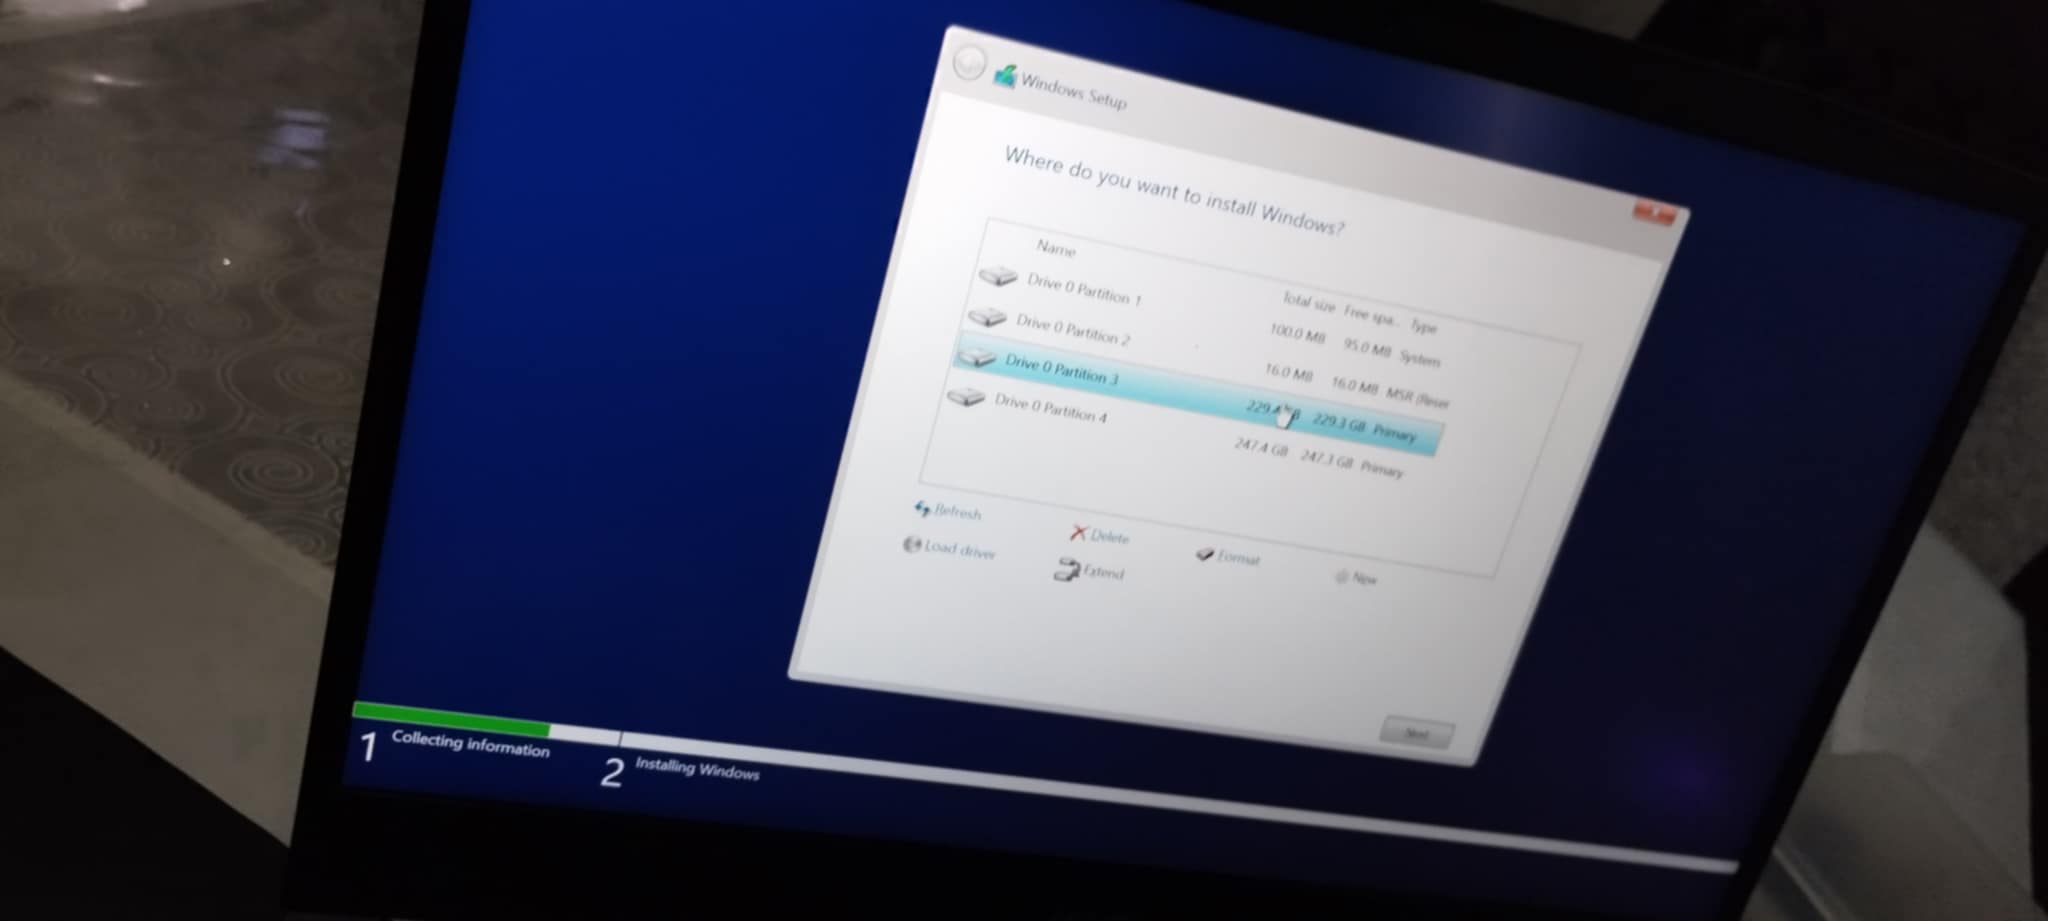 Windows Setup
Where do you want to install Windows?
Name Total size Free spa... Type
Drive 0 Partition 1 100.0 MB 95.0 MB System
Drive 0 Partition 2 16.0 MB 16.0 MB MSR (Reser
Drive 0 Partition 3 229.3 GB Primary
Drive 0 Partition 4 247.4 GB 247.3 GB Primary
Refresh Delete Format New
Load driver Extend
Next
1 Collecting information 2 Installing Windows